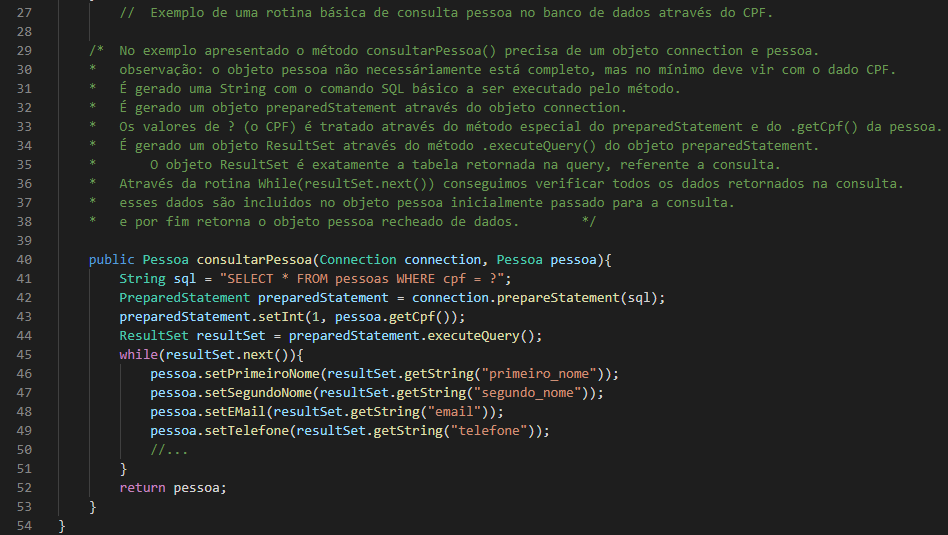 27 // Exemplo de uma rotina básica de consulta pessoa no banco de dados através do CPF.
28
29 /* No exemplo apresentado o método consultarPessoa() precisa de um objeto connection e pessoa.
30 * observação: o objeto pessoa não necessáriamente está completo, mas no mínimo deve vir com o dado CPF.
31 * É gerado uma String com o comando SQL básico a ser executado pelo método.
32 * É gerado um objeto preparedStatement através do objeto connection.
33 * Os valores de ? (o CPF) é tratado através do método especial do preparedStatement e do .getCpf() da pessoa.
34 * É gerado um objeto ResultSet através do método .executeQuery() do objeto preparedStatement.
35 * O objeto ResultSet é exatamente a tabela retornada na query, referente a consulta.
36 * Através da rotina While(resultSet.next()) conseguimos verificar todos os dados retornados na consulta.
37 * esses dados são incluidos no objeto pessoa inicialmente passado para a consulta.
38 * e por fim retorna o objeto pessoa recheado de dados. */
39
40 public Pessoa consultarPessoa(Connection connection, Pessoa pessoa){
41 String sql = "SELECT * FROM pessoas WHERE cpf = ?";
42 PreparedStatement preparedStatement = connection.prepareStatement(sql);
43 preparedStatement.setInt(1, pessoa.getCpf());
44 ResultSet resultSet = preparedStatement.executeQuery();
45 while(resultSet.next()){
46 pessoa.setPrimeiroNome(resultSet.getString("primeiro_nome"));
47 pessoa.setSegundoNome(resultSet.getString("segundo_nome"));
48 pessoa.setEMail(resultSet.getString("email"));
49 pessoa.setTelefone(resultSet.getString("telefone"));
50 //...
51 }
52 return pessoa;
53 }
54 }